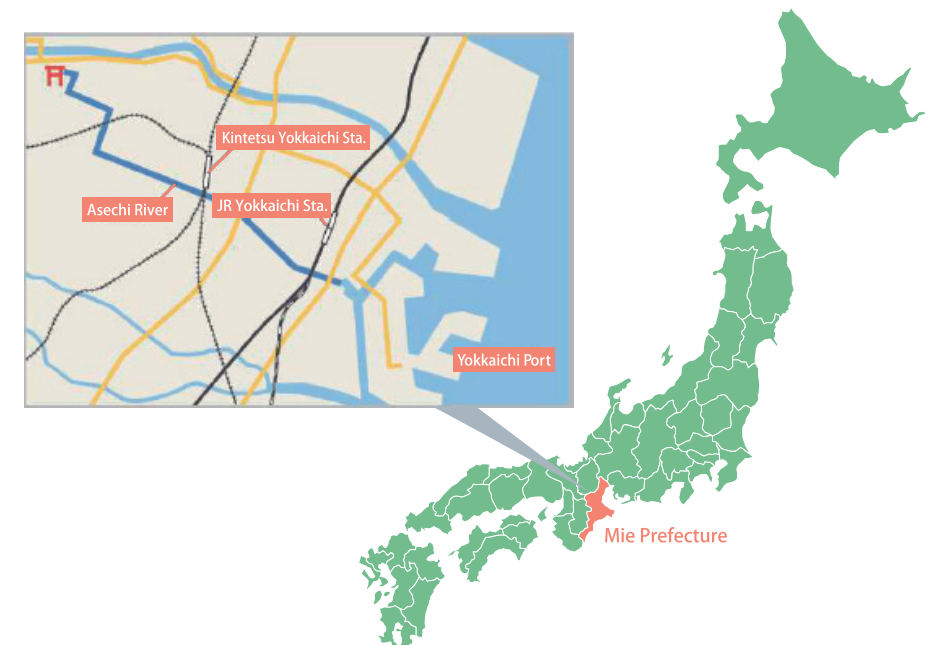 Kintetsu Yokkaichi Sta.
Asechi River
JR Yokkaichi Sta.
Yokkaichi Port
Mie Prefecture